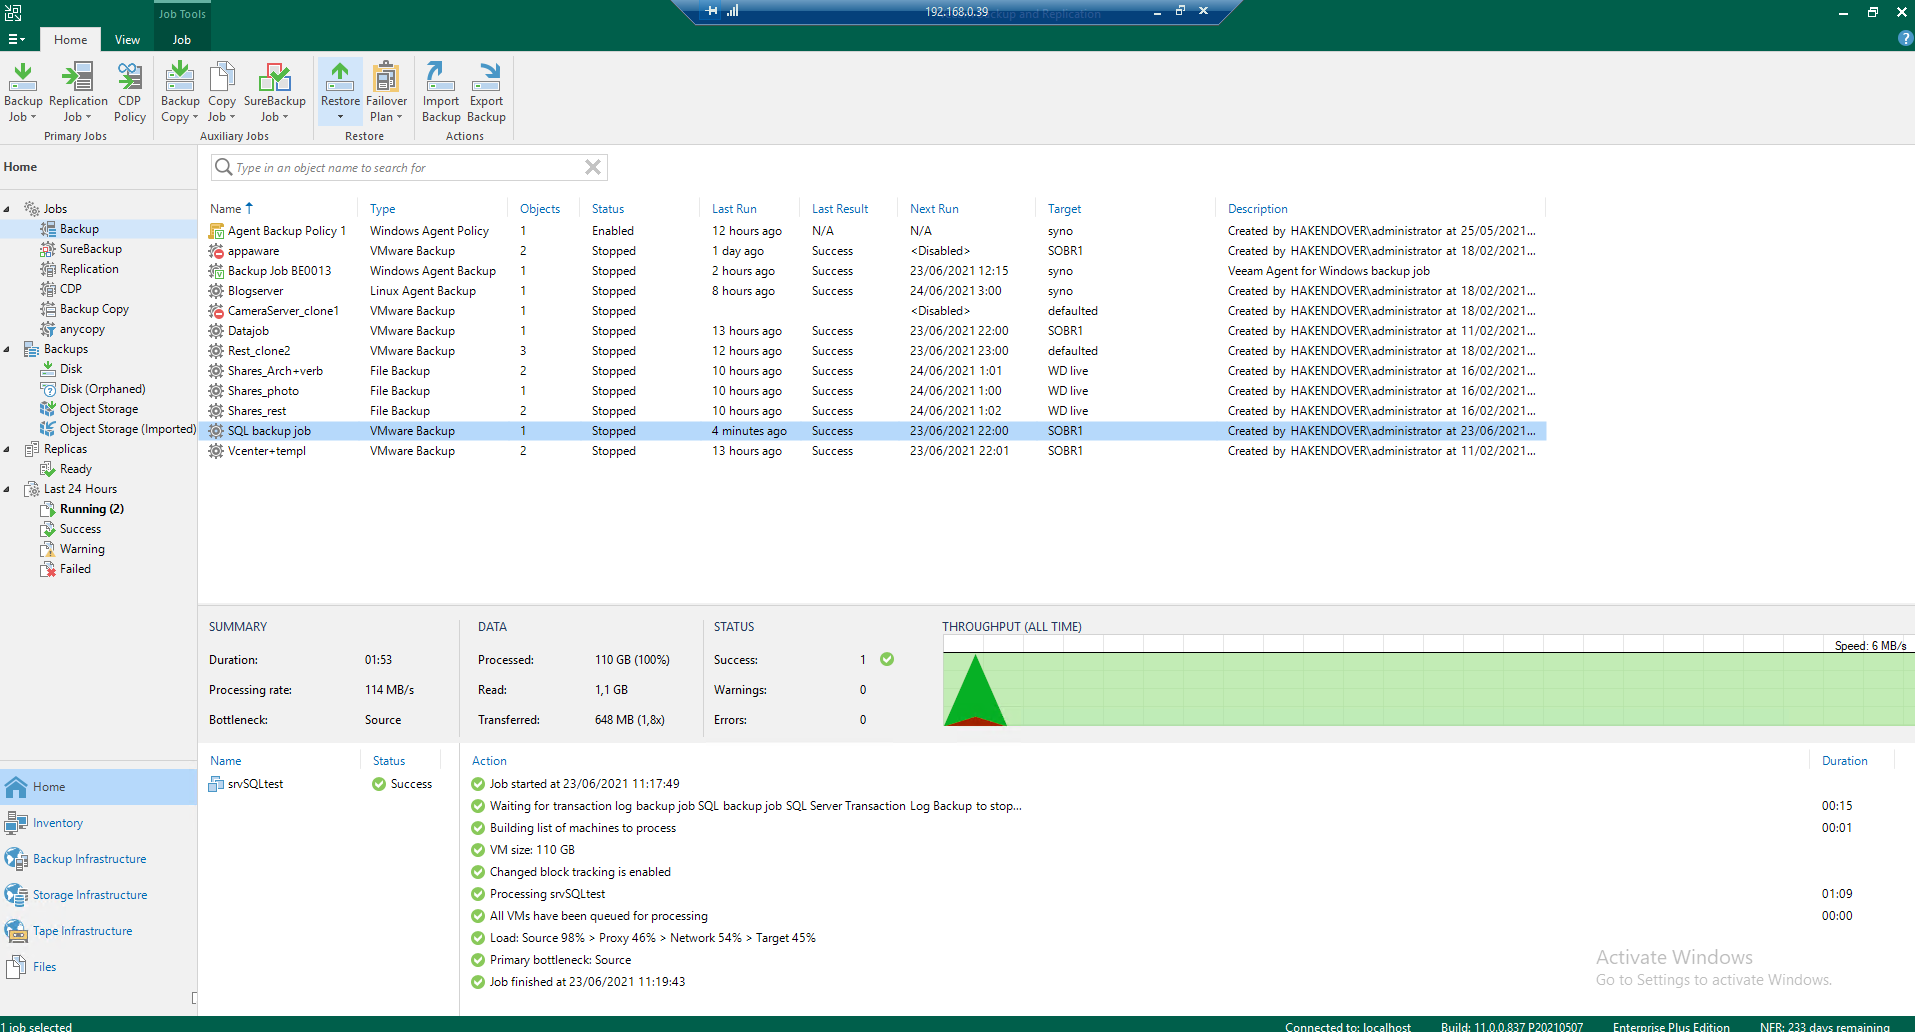 Job Tools
192.168.0.39
Backup and Replication
Home
View
Job
Backup Job
Replication Job
CDP Policy
Primary Jobs
Backup Copy
Copy Job
SureBackup Job
Auxiliary Jobs
Restore
Failover Plan
Restore
Import Backup
Export Backup
Actions
Home
Jobs
Backup
SureBackup
Replication
CDP
Backup Copy
anycopy
Backups
Disk
Disk (Orphaned)
Object Storage
Object Storage (Imported)
Replicas
Ready
Last 24 Hours
Running (2)
Success
Warning
Failed
Home
Inventory
Backup Infrastructure
Storage Infrastructure
Tape Infrastructure
Files
Type in an object name to search for
Name Type Objects Status Last Run Last Result Next Run Target Description
Agent Backup Policy 1 Windows Agent Policy 1 Enabled 12 hours ago N/A N/A syno Created by HAKENDOVER\administrator at 25/05/2021...
appaware VMware Backup 2 Stopped 1 day ago Success <Disabled> SOBR1 Created by HAKENDOVER\administrator at 18/02/2021...
Backup Job BE0013 Windows Agent Backup 1 Stopped 2 hours ago Success 23/06/2021 12:15 syno Veeam Agent for Windows backup job
Blogserver Linux Agent Backup 1 Stopped 8 hours ago Success 24/06/2021 3:00 syno Created by HAKENDOVER\administrator at 18/02/2021...
CameraServer_clone1 VMware Backup 1 Stopped <Disabled> defaulted Created by HAKENDOVER\administrator at 18/02/2021...
Datajob VMware Backup 1 Stopped 13 hours ago Success 23/06/2021 22:00 SOBR1 Created by HAKENDOVER\administrator at 11/02/2021...
Rest_clone2 VMware Backup 3 Stopped 12 hours ago Success 23/06/2021 23:00 defaulted Created by HAKENDOVER\administrator at 18/02/2021...
Shares_Arch+verb File Backup 2 Stopped 10 hours ago Success 24/06/2021 1:01 WD live Created by HAKENDOVER\administrator at 16/02/2021...
Shares_photo File Backup 1 Stopped 10 hours ago Success 24/06/2021 1:00 WD live Created by HAKENDOVER\administrator at 16/02/2021...
Shares_rest File Backup 2 Stopped 10 hours ago Success 24/06/2021 1:02 WD live Created by HAKENDOVER\administrator at 16/02/2021...
SQL backup job VMware Backup 1 Stopped 4 minutes ago Success 23/06/2021 22:00 SOBR1 Created by HAKENDOVER\administrator at 23/06/2021...
Vcenter+templ VMware Backup 2 Stopped 13 hours ago Success 23/06/2021 22:01 SOBR1 Created by HAKENDOVER\administrator at 11/02/2021...
SUMMARY
Duration: 01:53
Processing rate: 114 MB/s
Bottleneck: Source
DATA
Processed: 110 GB (100%)
Read: 1,1 GB
Transferred: 648 MB (1,8x)
STATUS
Success: 1
Warnings: 0
Errors: 0
THROUGHPUT (ALL TIME)
Speed: 6 MB/s
Name Status
srvSQLtest Success
Action Duration
Job started at 23/06/2021 11:17:49
Waiting for transaction log backup job SQL backup job SQL Server Transaction Log Backup to stop... 00:15
Building list of machines to process 00:01
VM size: 110 GB
Changed block tracking is enabled
Processing srvSQLtest 01:09
All VMs have been queued for processing 00:00
Load: Source 98% > Proxy 46% > Network 54% > Target 45%
Primary bottleneck: Source
Job finished at 23/06/2021 11:19:43
Activate Windows
Go to Settings to activate Windows.
1 job selected
Connected to: localhost Build: 11.0.0.837 P20210507 Enterprise Plus Edition NFR: 233 days remaining